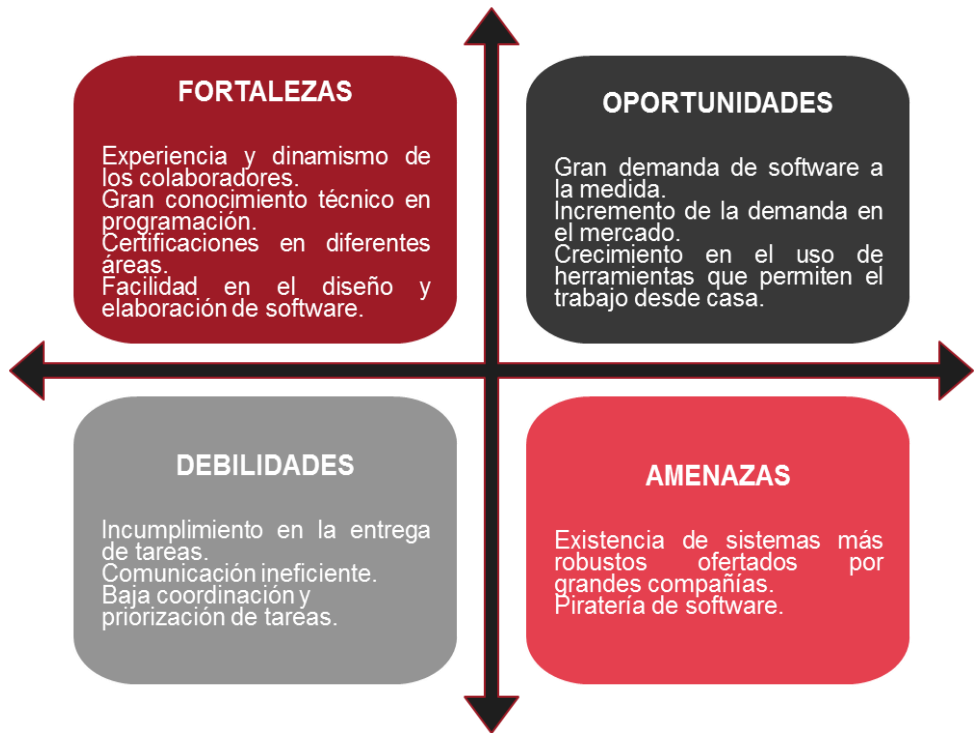 FORTALEZAS
Experiencia y dinamismo de
los colaboradores.
Gran conocimiento técnico en
programación.
Certificaciones en diferentes
áreas.
Facilidad en el diseño y
elaboración de software.
OPORTUNIDADES
Gran demanda de software a
la medida.
Incremento de la demanda en
el mercado.
Crecimiento en el uso de
herramientas que permiten el
trabajo desde casa.
DEBILIDADES
Incumplimiento en la entrega
de tareas.
Comunicación ineficiente.
Baja coordinación y
priorización de tareas.
AMENAZAS
Existencia de sistemas más
robustos ofertados por
grandes compañías.
Piratería de software.